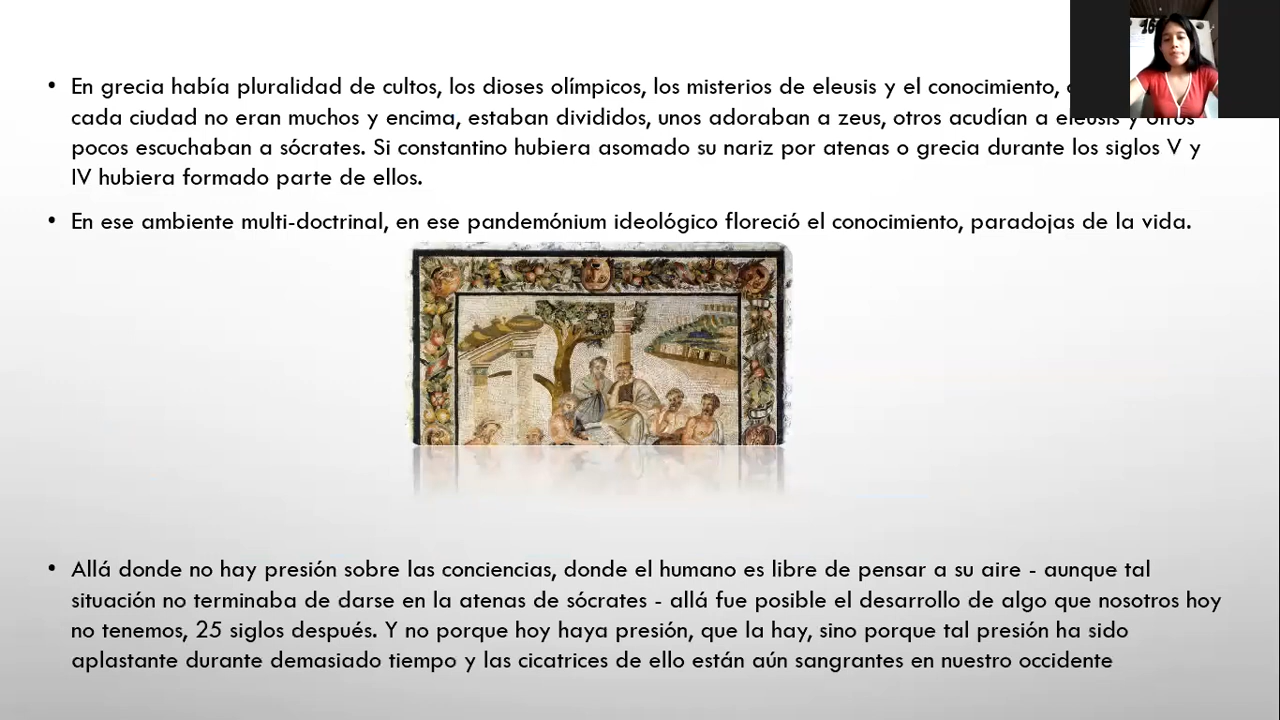 • En grecia había pluralidad de cultos, los dioses olímpicos, los misterios de eleusis y el conocimiento,
cada ciudad no eran muchos y encima, estaban divididos, unos adoraban a zeus, otros acudían a eleusis y otros
pocos escuchaban a sócrates. Si constantino hubiera asomado su nariz por atenas o grecia durante los siglos V y
IV hubiera formado parte de ellos.
• En ese ambiente multi-doctrinal, en ese pandemónium ideológico floreció el conocimiento, paradojas de la vida.
• Allá donde no hay presión sobre las conciencias, donde el humano es libre de pensar a su aire - aunque tal
situación no terminaba de darse en la atenas de sócrates - allá fue posible el desarrollo de algo que nosotros hoy
no tenemos, 25 siglos después. Y no porque hoy haya presión, que la hay, sino porque tal presión ha sido
aplastante durante demasiado tiempo y las cicatrices de ello están aún sangrantes en nuestro occidente